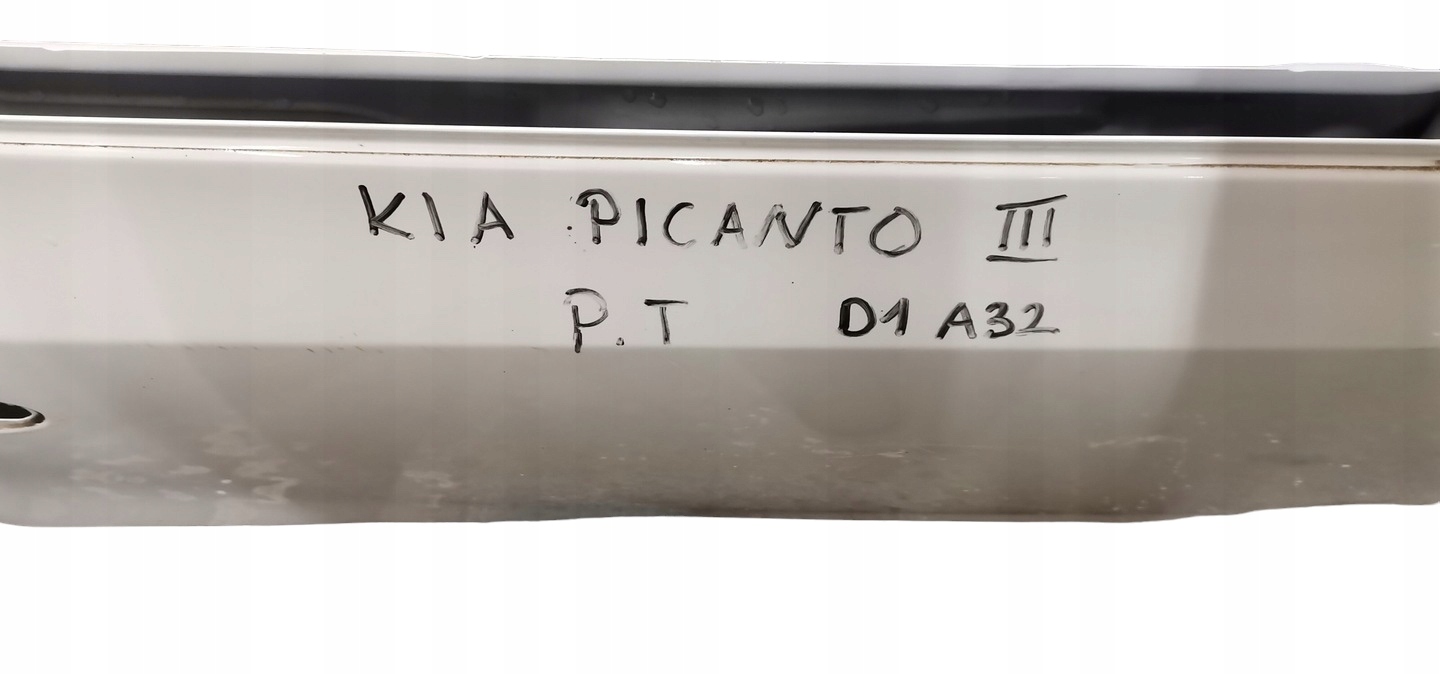 KIA PICANTO III
P.T D1 A32